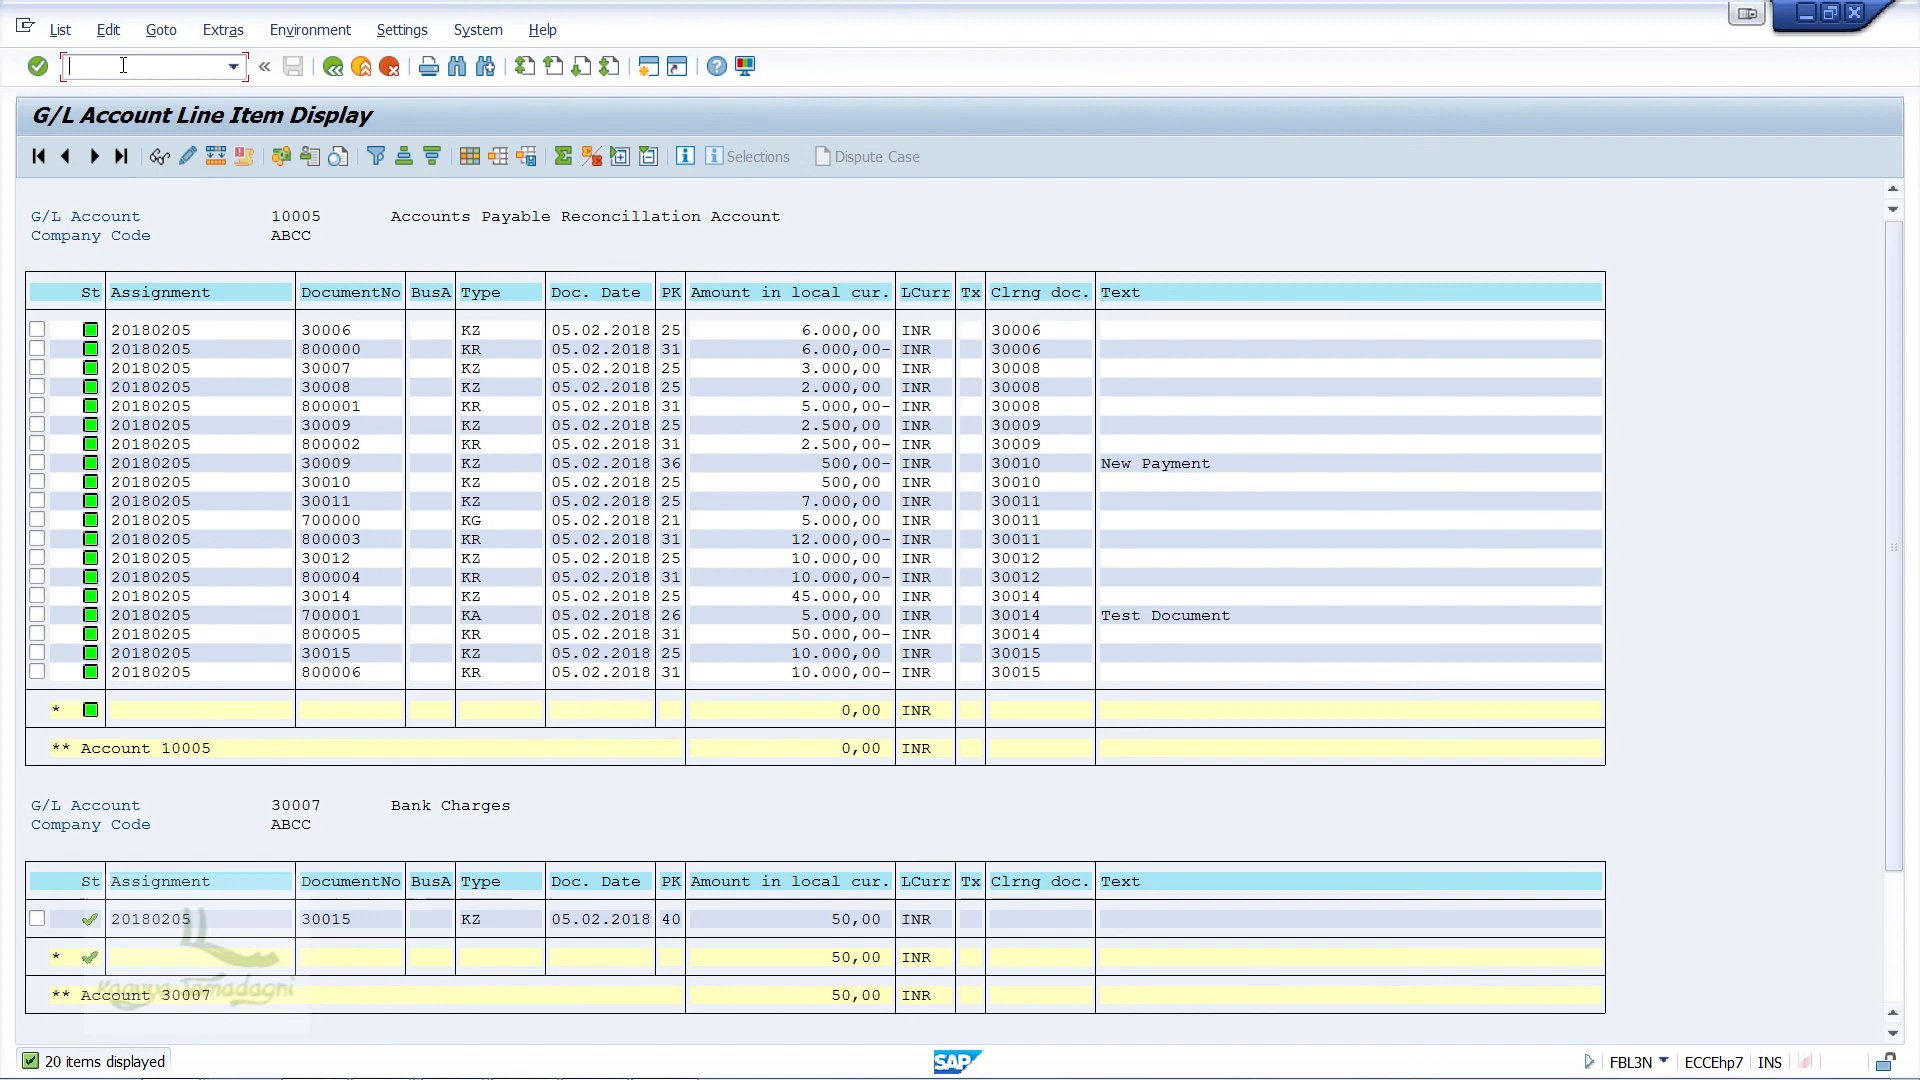 List Edit Goto Extras Environment Settings System Help
G/L Account Line Item Display
Selections Dispute Case
G/L Account 10005 Accounts Payable Reconcillation Account
Company Code ABCC
St Assignment DocumentNo BusA Type Doc. Date PK Amount in local cur. LCurr Tx Clrng doc. Text
20180205 30006 KZ 05.02.2018 25 6.000,00 INR 30006
20180205 800000 KR 05.02.2018 31 6.000,00- INR 30006
20180205 30007 KZ 05.02.2018 25 3.000,00 INR 30008
20180205 30008 KZ 05.02.2018 25 2.000,00 INR 30008
20180205 800001 KR 05.02.2018 31 5.000,00- INR 30008
20180205 30009 KZ 05.02.2018 25 2.500,00 INR 30009
20180205 800002 KR 05.02.2018 31 2.500,00- INR 30009
20180205 30009 KZ 05.02.2018 36 500,00- INR 30010 New Payment
20180205 30010 KZ 05.02.2018 25 500,00 INR 30010
20180205 30011 KZ 05.02.2018 25 7.000,00 INR 30011
20180205 700000 KG 05.02.2018 21 5.000,00 INR 30011
20180205 800003 KR 05.02.2018 31 12.000,00- INR 30011
20180205 30012 KZ 05.02.2018 25 10.000,00 INR 30012
20180205 800004 KR 05.02.2018 31 10.000,00- INR 30012
20180205 30014 KZ 05.02.2018 25 45.000,00 INR 30014
20180205 700001 KA 05.02.2018 26 5.000,00 INR 30014 Test Document
20180205 800005 KR 05.02.2018 31 50.000,00- INR 30014
20180205 30015 KZ 05.02.2018 25 10.000,00 INR 30015
20180205 800006 KR 05.02.2018 31 10.000,00- INR 30015
* 0,00 INR
** Account 10005 0,00 INR
G/L Account 30007 Bank Charges
Company Code ABCC
St Assignment DocumentNo BusA Type Doc. Date PK Amount in local cur. LCurr Tx Clrng doc. Text
20180205 30015 KZ 05.02.2018 40 50,00 INR
* 50,00 INR
** Account 30007 50,00 INR
20 items displayed SAP FBL3N ECCEhp7 INS